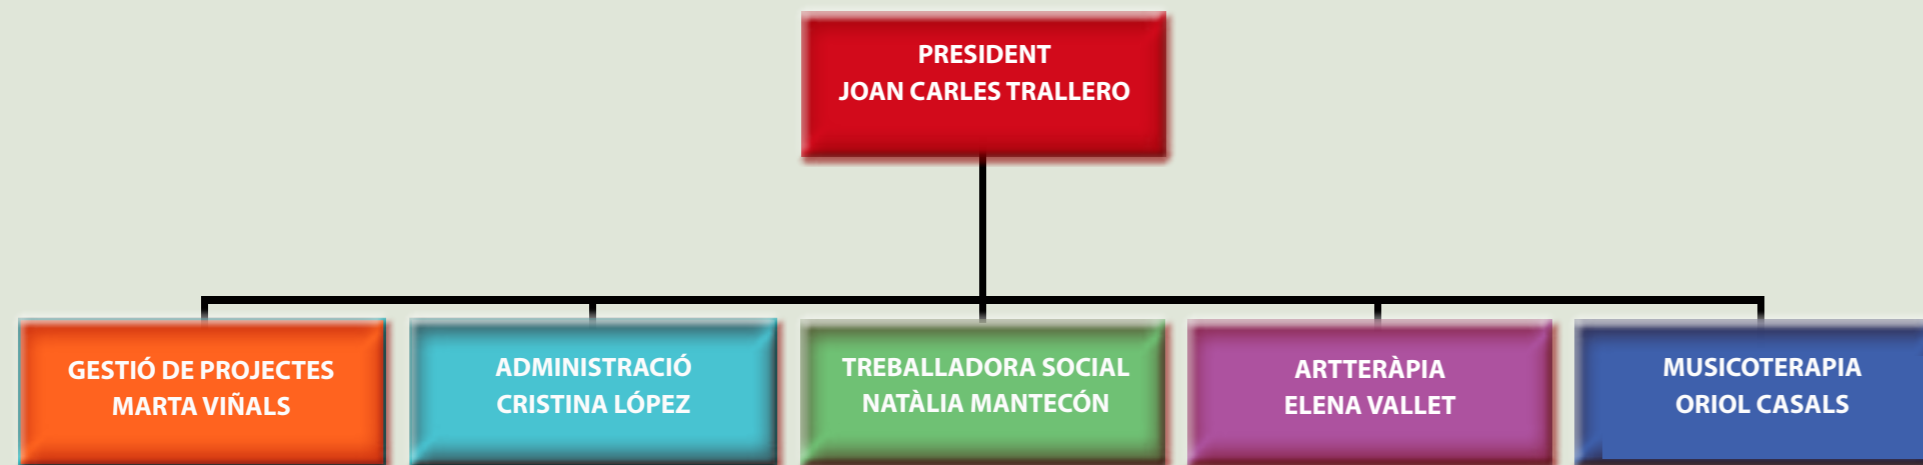 PRESIDENT
JOAN CARLES TRALLERO
GESTIÓ DE PROJECTES
MARTA VIÑALS
ADMINISTRACIÓ
CRISTINA LÓPEZ
TREBALLADORA SOCIAL
NATÀLIA MANTECÓN
ARTTERÀPIA
ELENA VALLET
MUSICOTERAPIA
ORIOL CASALS